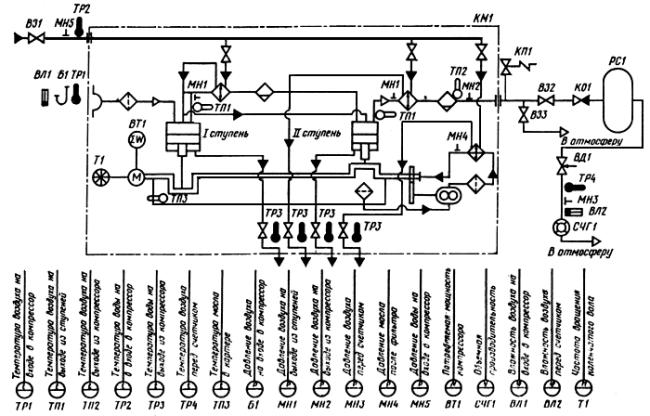 ВЗ1
МН5
ТР2
КМ1
КП1
РС1
ВЛ1
Б1
ТР1
МН1
ТП1
МН1
ТП1
ТП2
МН2
ВЗ2
КО1
ВЗ3
В атмосферу
ВТ1
ΣW
I ступень
II ступень
МН4
Т1
М
ТП3
ВД1
ТР4
МН3
ВЛ2
СЧГ1
В атмосферу
ТР3
ТР3
ТР3
ТР3
Температура воздуха на входе в компрессор
Температура воздуха на выходе из ступеней
Температура воздуха на выходе из компрессора
Температура воды на входе в компрессор
Температура воды на выходе из компрессора
Температура воздуха перед счетчиком
Температура масла в картере
Давление воздуха на входе в компрессор
Давление воздуха на выходе из ступеней
Давление воздуха на выходе из компрессора
Давление воздуха перед счетчиком
Давление масла после фильтра
Давление воды на входе в компрессор
Потребляемая мощность компрессора
Объемная производительность
Влажность воздуха на входе в компрессор
Влажность воздуха перед счетчиком
Частота вращения коленчатого вала
ТР1
ТП1
ТП2
ТР2
ТР3
ТР4
ТП3
Б1
МН1
МН2
МН3
МН4
МН5
ВТ1
СЧГ1
ВЛ1
ВЛ2
Т1